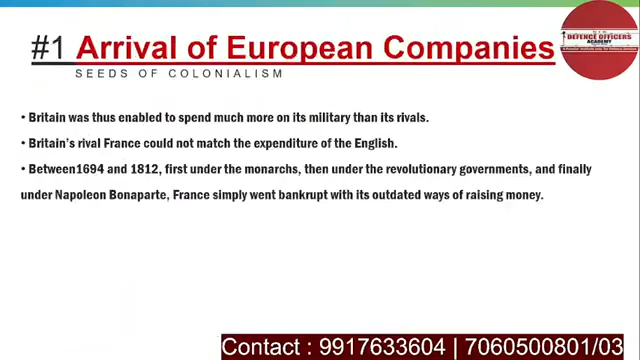 #1 Arrival of European Companies
SEEDS OF COLONIALISM
DEFENCE OFFICERS
ACADEMY
• Britain was thus enabled to spend much more on its military than its rivals.
• Britain's rival France could not match the expenditure of the English.
• Between1694 and 1812, first under the monarchs, then under the revolutionary governments, and finally
under Napoleon Bonaparte, France simply went bankrupt with its outdated ways of raising money.
Contact : 9917633604 | 7060500801/03